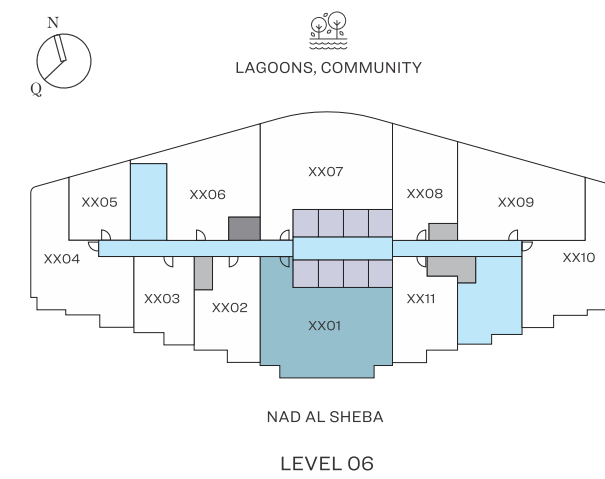 N
Q
LAGOONS, COMMUNITY
XX07
XX06
XX08
XX05
XX09
XX04
XX10
XX03
XX02
XX11
XX01
NAD AL SHEBA
LEVEL 06